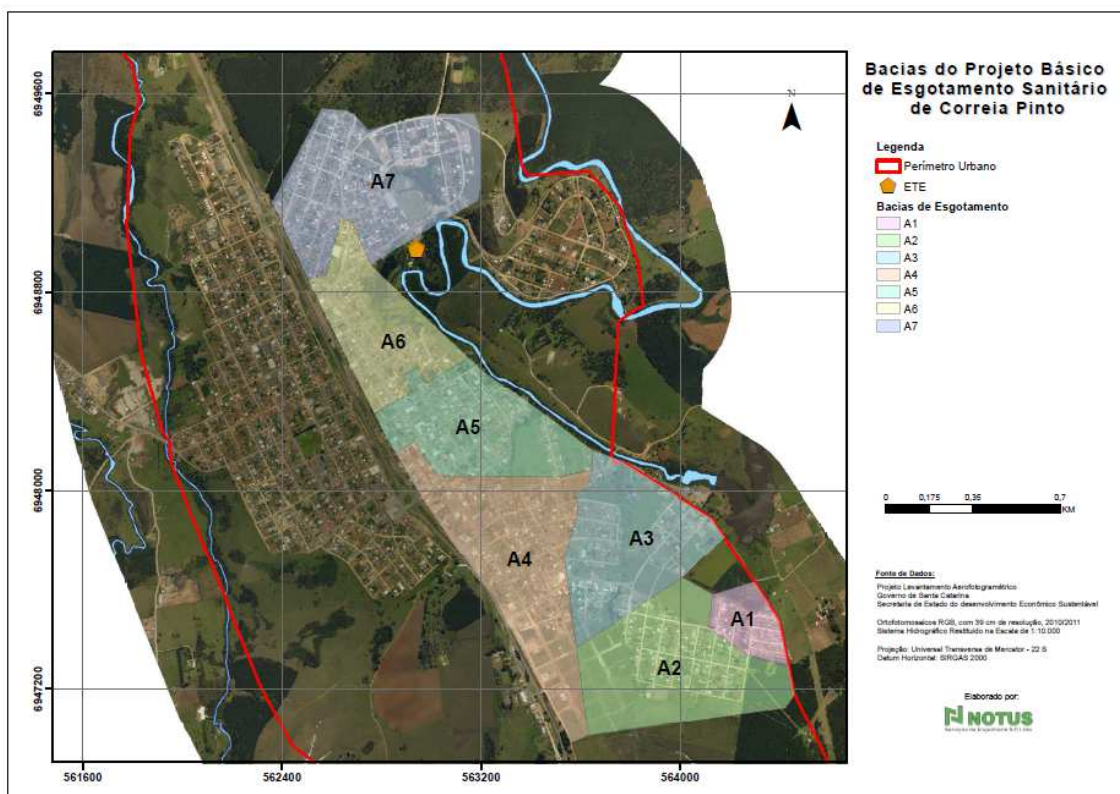 Bacias do Projeto Básico
de Esgotamento Sanitário
de Correia Pinto
Legenda
Perímetro Urbano
ETE
Bacias de Esgotamento
A1
A2
A3
A4
A5
A6
A7
0 0,175 0,35 0,7
KM
Fonte de Dados:
Projeto Levantamento Aerofotogramétrico
Governo de Santa Catarina
Secretaria de Estado do desenvolvimento Econômico Sustentável
Ortofotomosaicos RGB, com 39 cm de resolução, 2010/2011
Sistema Hidrográfico Restituído na Escala de 1:10.000
Projeção: Universal Transversa de Mercator - 22 S
Datum Horizontal: SIRGAS 2000
Elaborado por:
NOTUS
N
A7
A6
A5
A4
A3
A1
A2
6949600
6948800
6948000
6947200
561600
562400
563200
564000